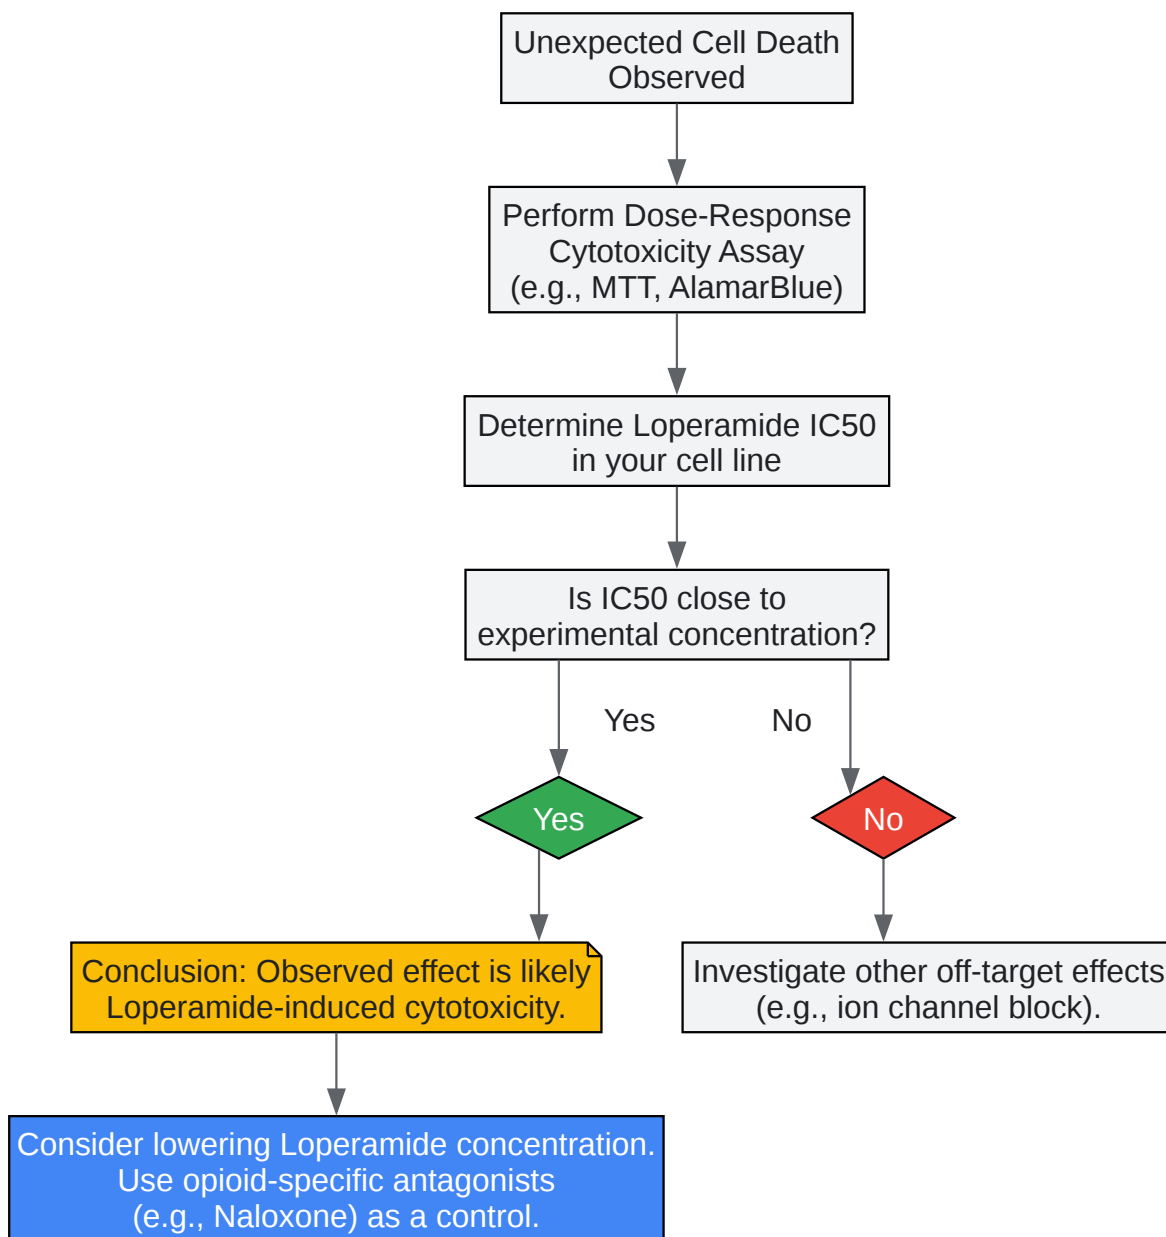 Unexpected Cell Death
Observed
Perform Dose-Response
Cytotoxicity Assay
(e.g., MTT, AlamarBlue)
Determine Loperamide IC50
in your cell line
Is IC50 close to
experimental concentration?
Yes
No
Yes
No
Conclusion: Observed effect is likely
Loperamide-induced cytotoxicity.
Investigate other off-target effects
(e.g., ion channel block).
Consider lowering Loperamide concentration.
Use opioid-specific antagonists
(e.g., Naloxone) as a control.